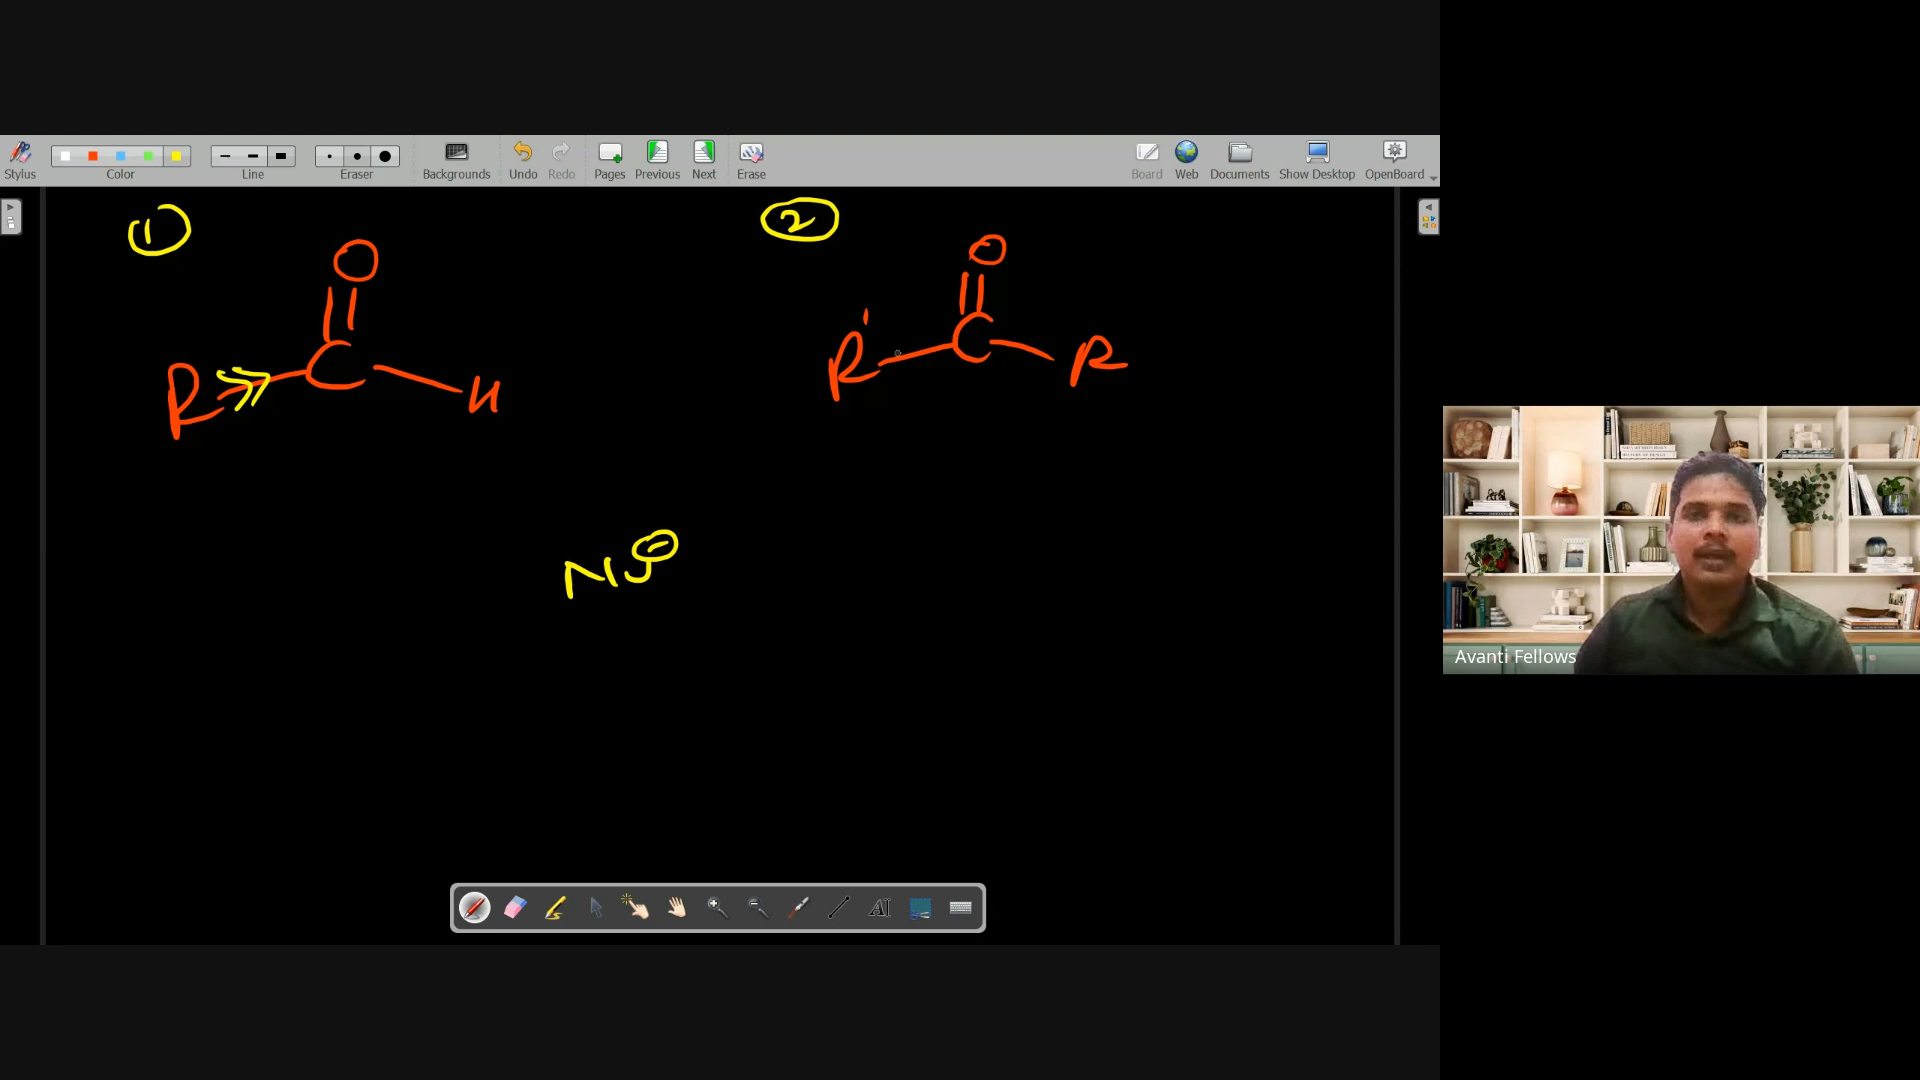 Stylus Color Line Eraser Backgrounds Undo Redo Pages Previous Next Erase Board Web Documents Show Desktop OpenBoard
1
2
O
O
R C H
R' C R
Nu⊖
AI
Avanti Fellows